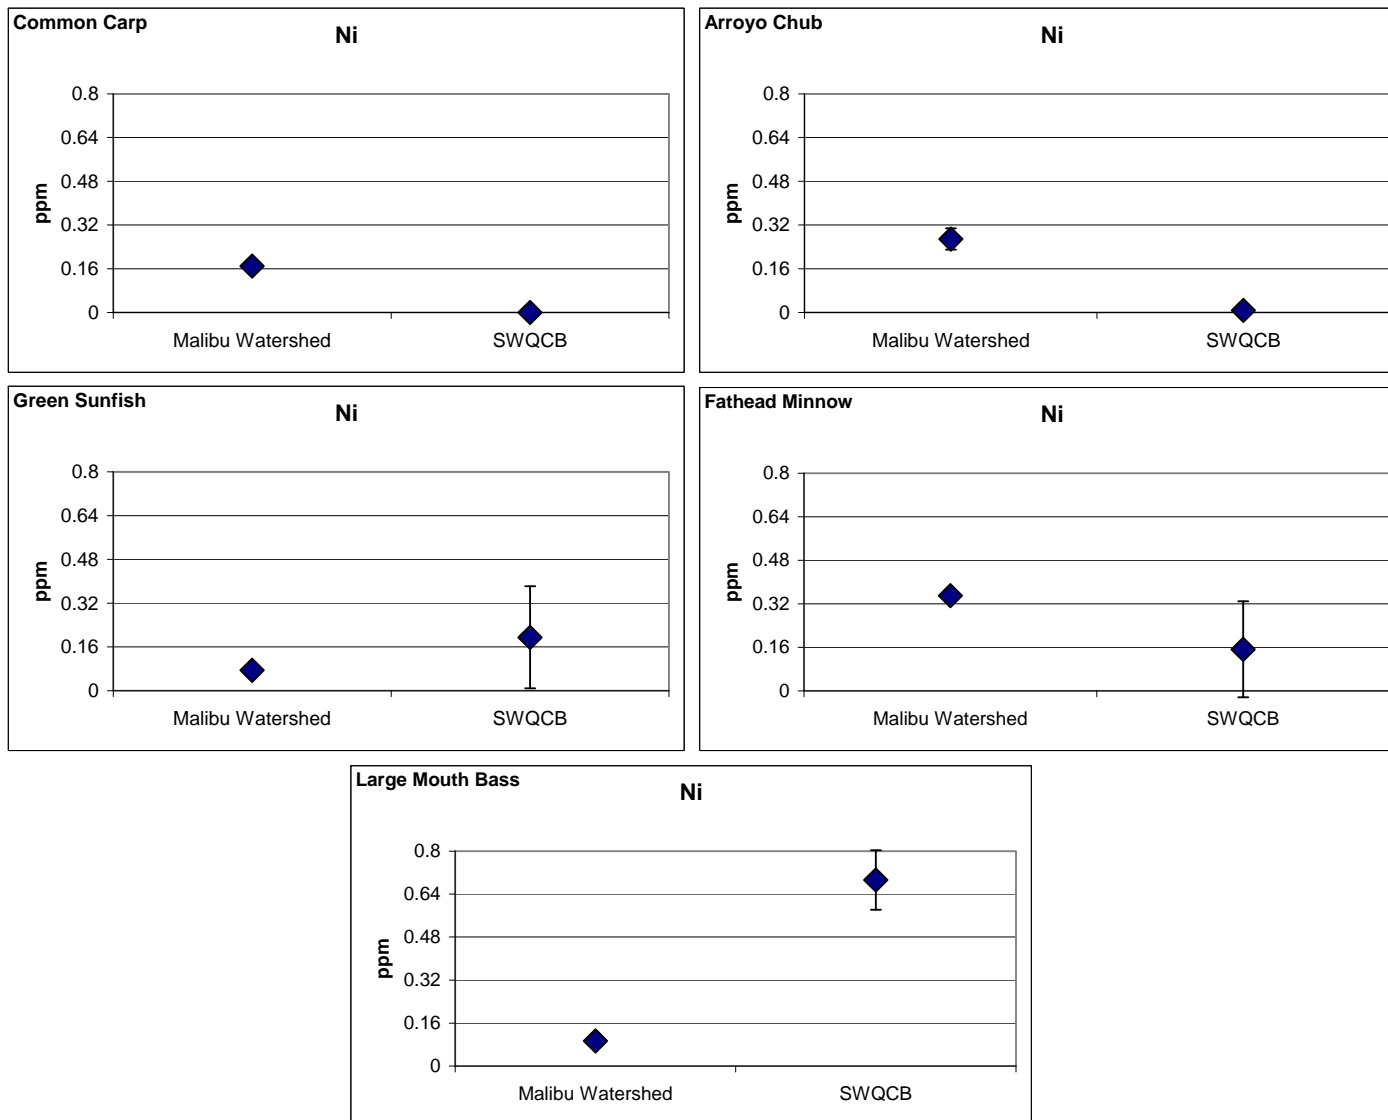 Common Carp
Ni
0.8
0.64
0.48
0.32
0.16
0
ppm
Malibu Watershed SWQCB
Arroyo Chub
Ni
0.8
0.64
0.48
0.32
0.16
0
ppm
Malibu Watershed SWQCB
Green Sunfish
Ni
0.8
0.64
0.48
0.32
0.16
0
ppm
Malibu Watershed SWQCB
Fathead Minnow
Ni
0.8
0.64
0.48
0.32
0.16
0
ppm
Malibu Watershed SWQCB
Large Mouth Bass
Ni
0.8
0.64
0.48
0.32
0.16
0
ppm
Malibu Watershed SWQCB